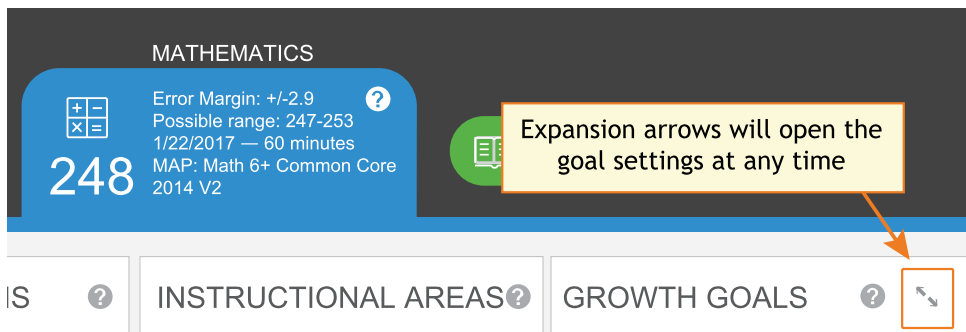 MATHEMATICS
Error Margin: +/-2.9
Possible range: 247-253
1/22/2017 — 60 minutes
MAP: Math 6+ Common Core
2014 V2
248
Expansion arrows will open the
goal settings at any time
INSTRUCTIONAL AREAS
GROWTH GOALS